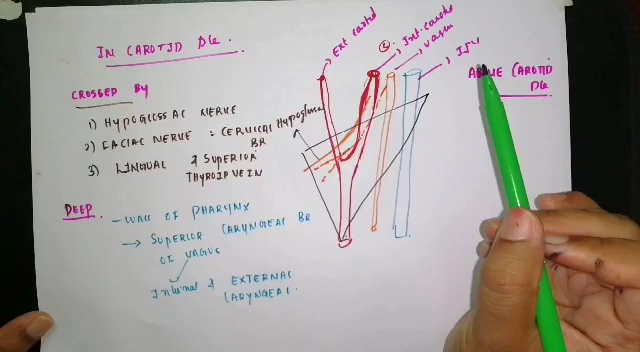 IN CAROTID DLE.
CROSSED By
1) HYPOGLOSSAL NERVE
2) FACIAL NERVE = CERVICAL BR
3) LINGUAL & SUPERIOR
THYROID VEIN
DEEP.
- WALL OF PHARYNX
→ SUPERIOR LARYNGEAL BR
OF VAGUS
Internal & EXTERNAL
LARYNGEAL.
Ext carotid
Int. carotid
Vagus
IJV
Hypoglossal
ABOVE CAROTID
DLE